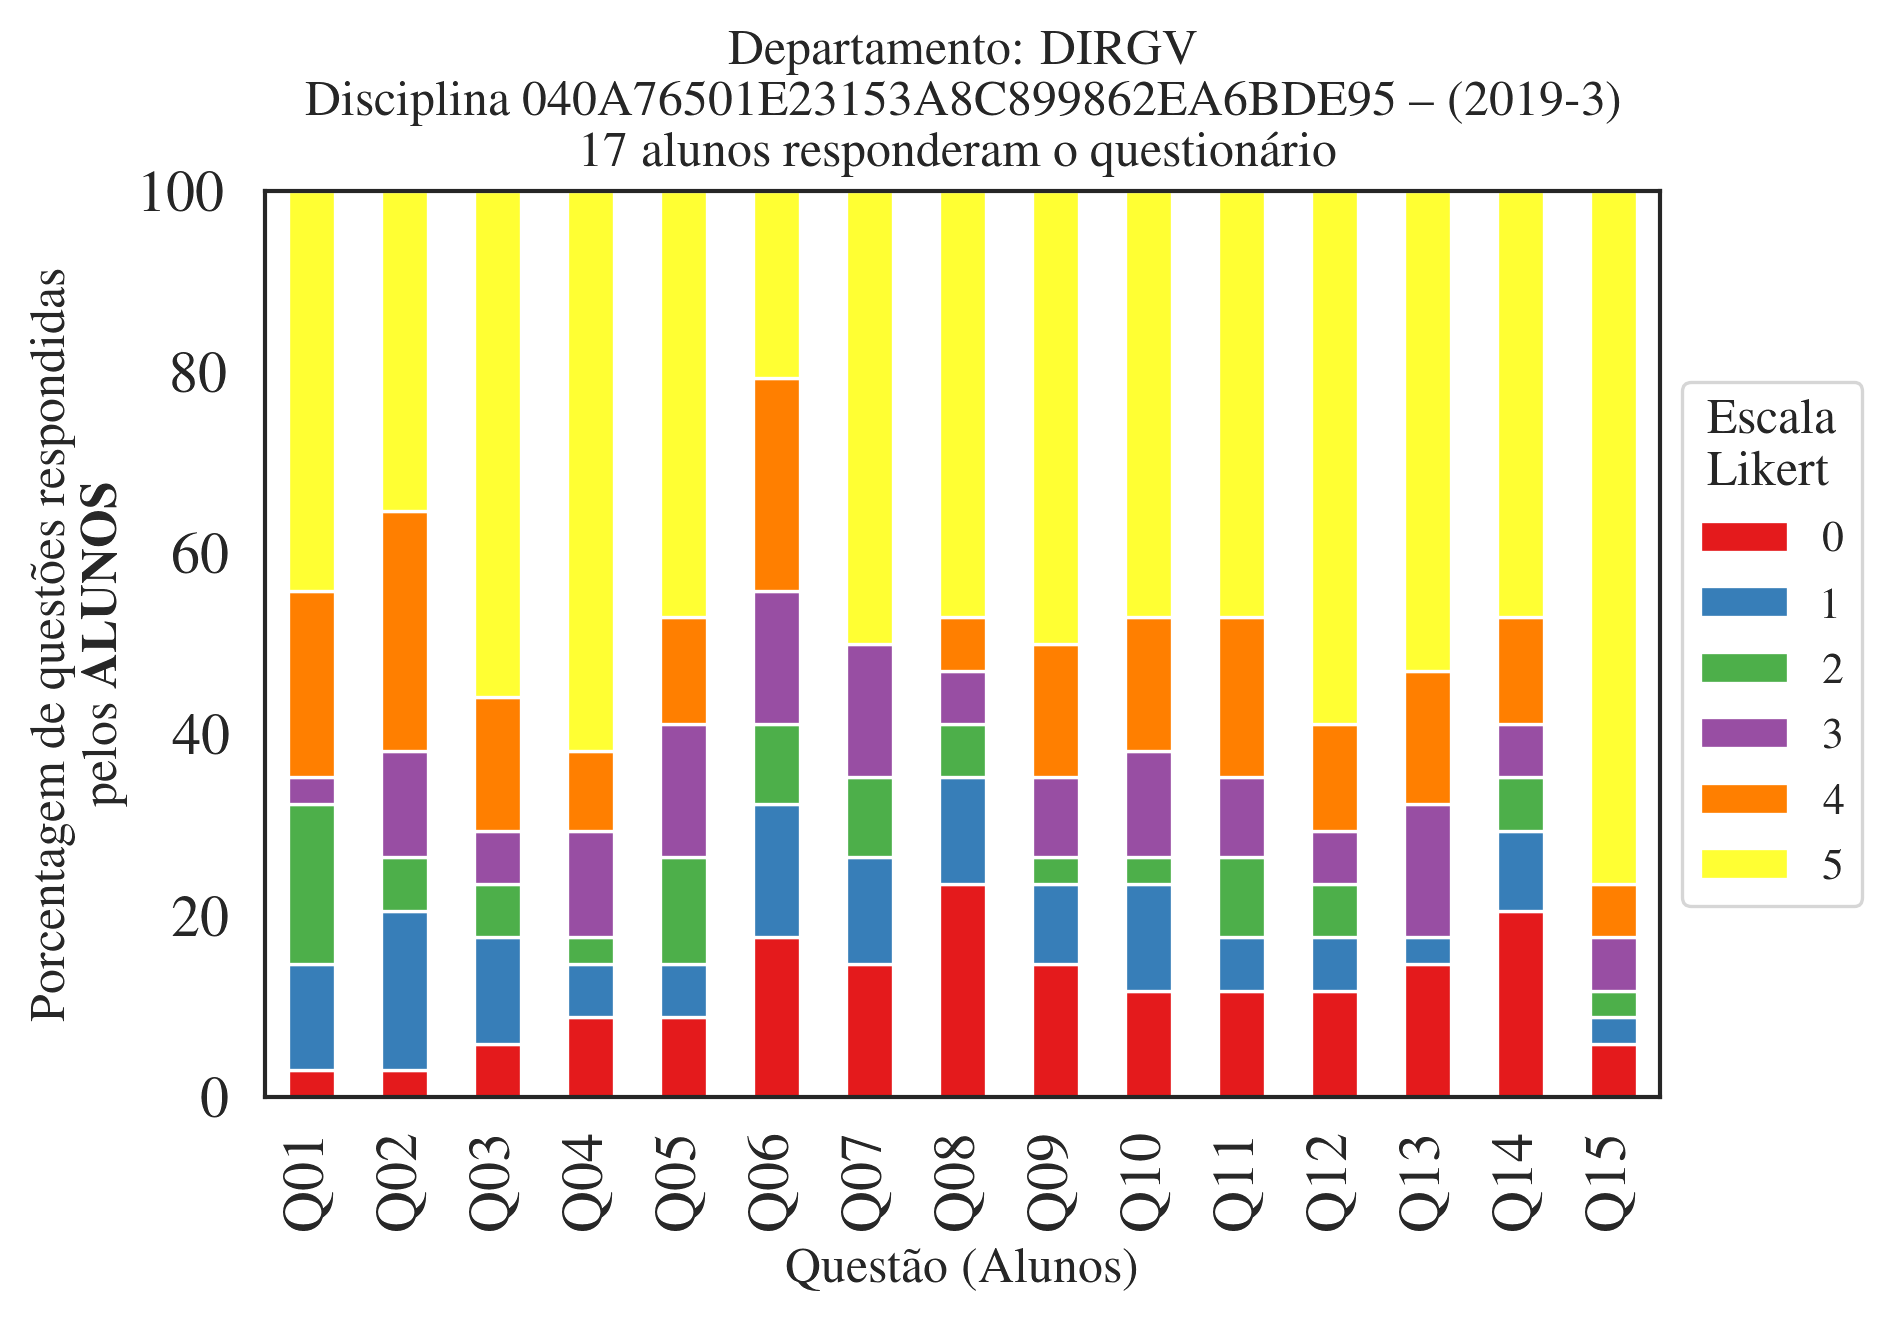 Departamento: DIRGV
Disciplina 040A76501E23153A8C899862EA6BDE95 – (2019-3)
17 alunos responderam o questionário
Porcentagem de questões respondidas
pelos ALUNOS
100
80
60
40
20
0
Q01
Q02
Q03
Q04
Q05
Q06
Q07
Q08
Q09
Q10
Q11
Q12
Q13
Q14
Q15
Questão (Alunos)
Escala
Likert
0
1
2
3
4
5